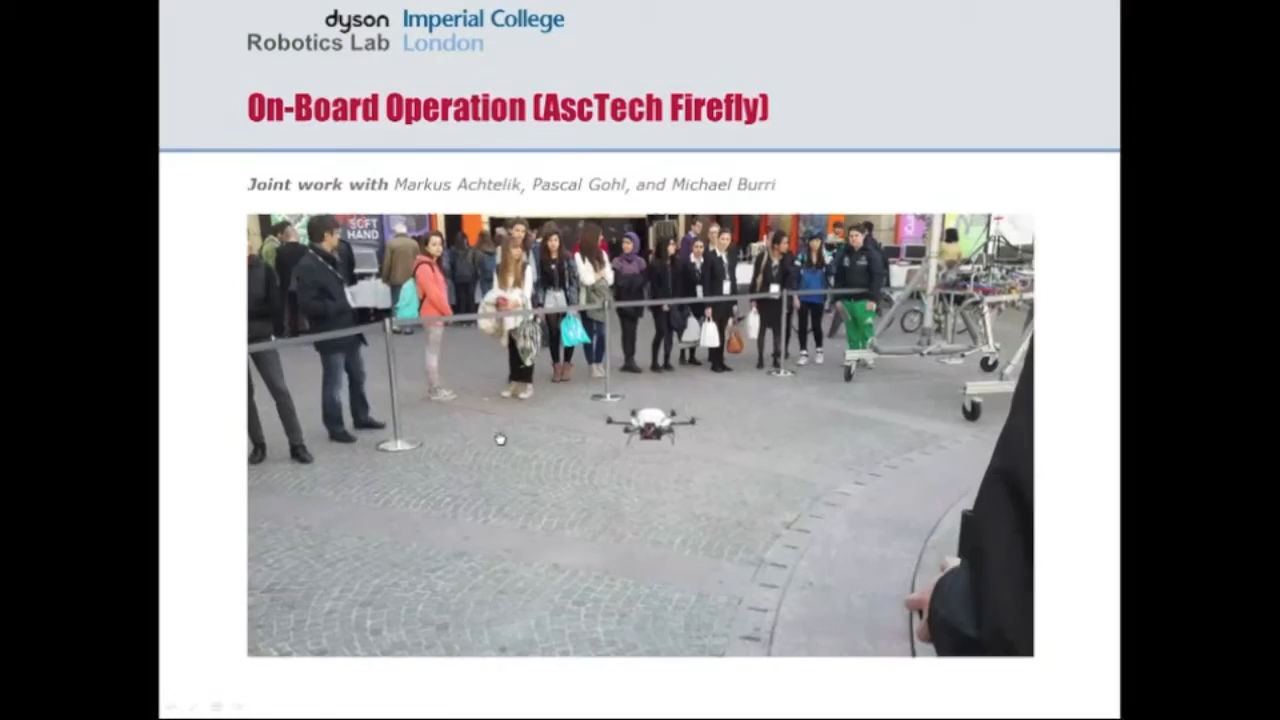 dyson Imperial College
Robotics Lab London
On-Board Operation (AscTech Firefly)
Joint work with Markus Achtelik, Pascal Gohl, and Michael Burri
SOFT
HAND